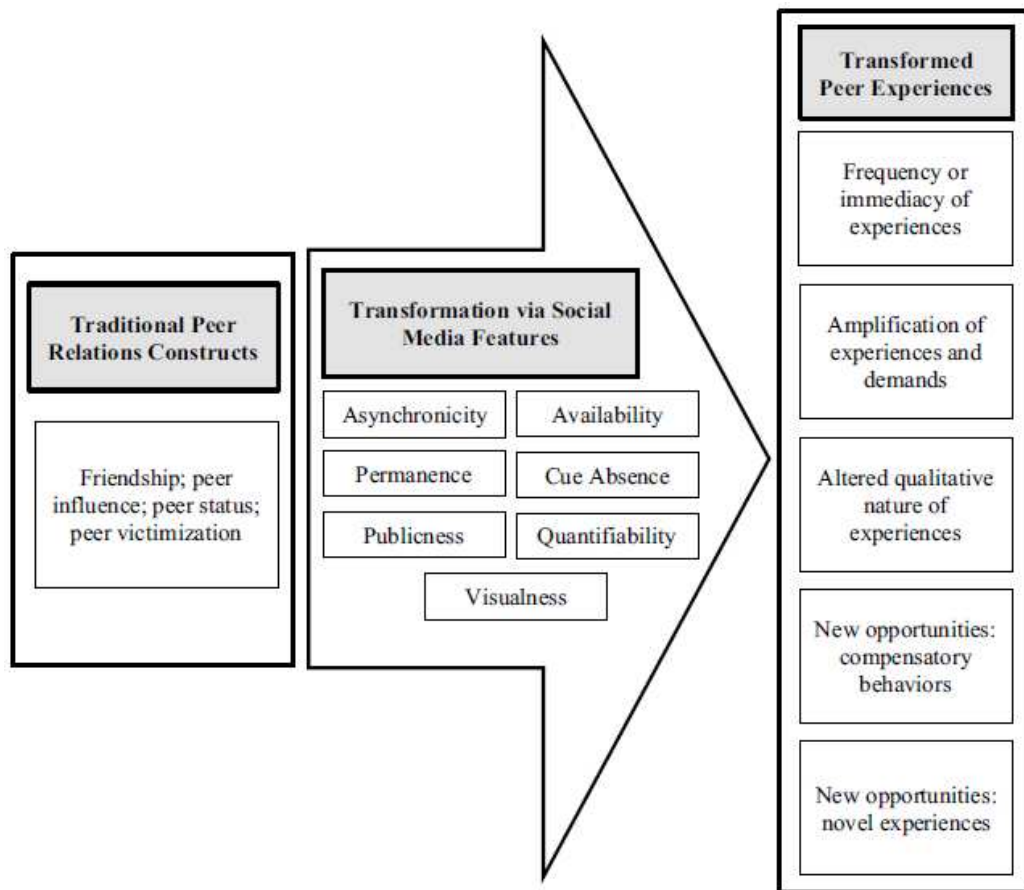 Traditional Peer
Relations Constructs
Friendship; peer
influence; peer status;
peer victimization
Transformation via Social
Media Features
Asynchronicity
Availability
Permanence
Cue Absence
Publicness
Quantifiability
Visualness
Transformed
Peer Experiences
Frequency or
immediacy of
experiences
Amplification of
experiences and
demands
Altered qualitative
nature of
experiences
New opportunities:
compensatory
behaviors
New opportunities:
novel experiences